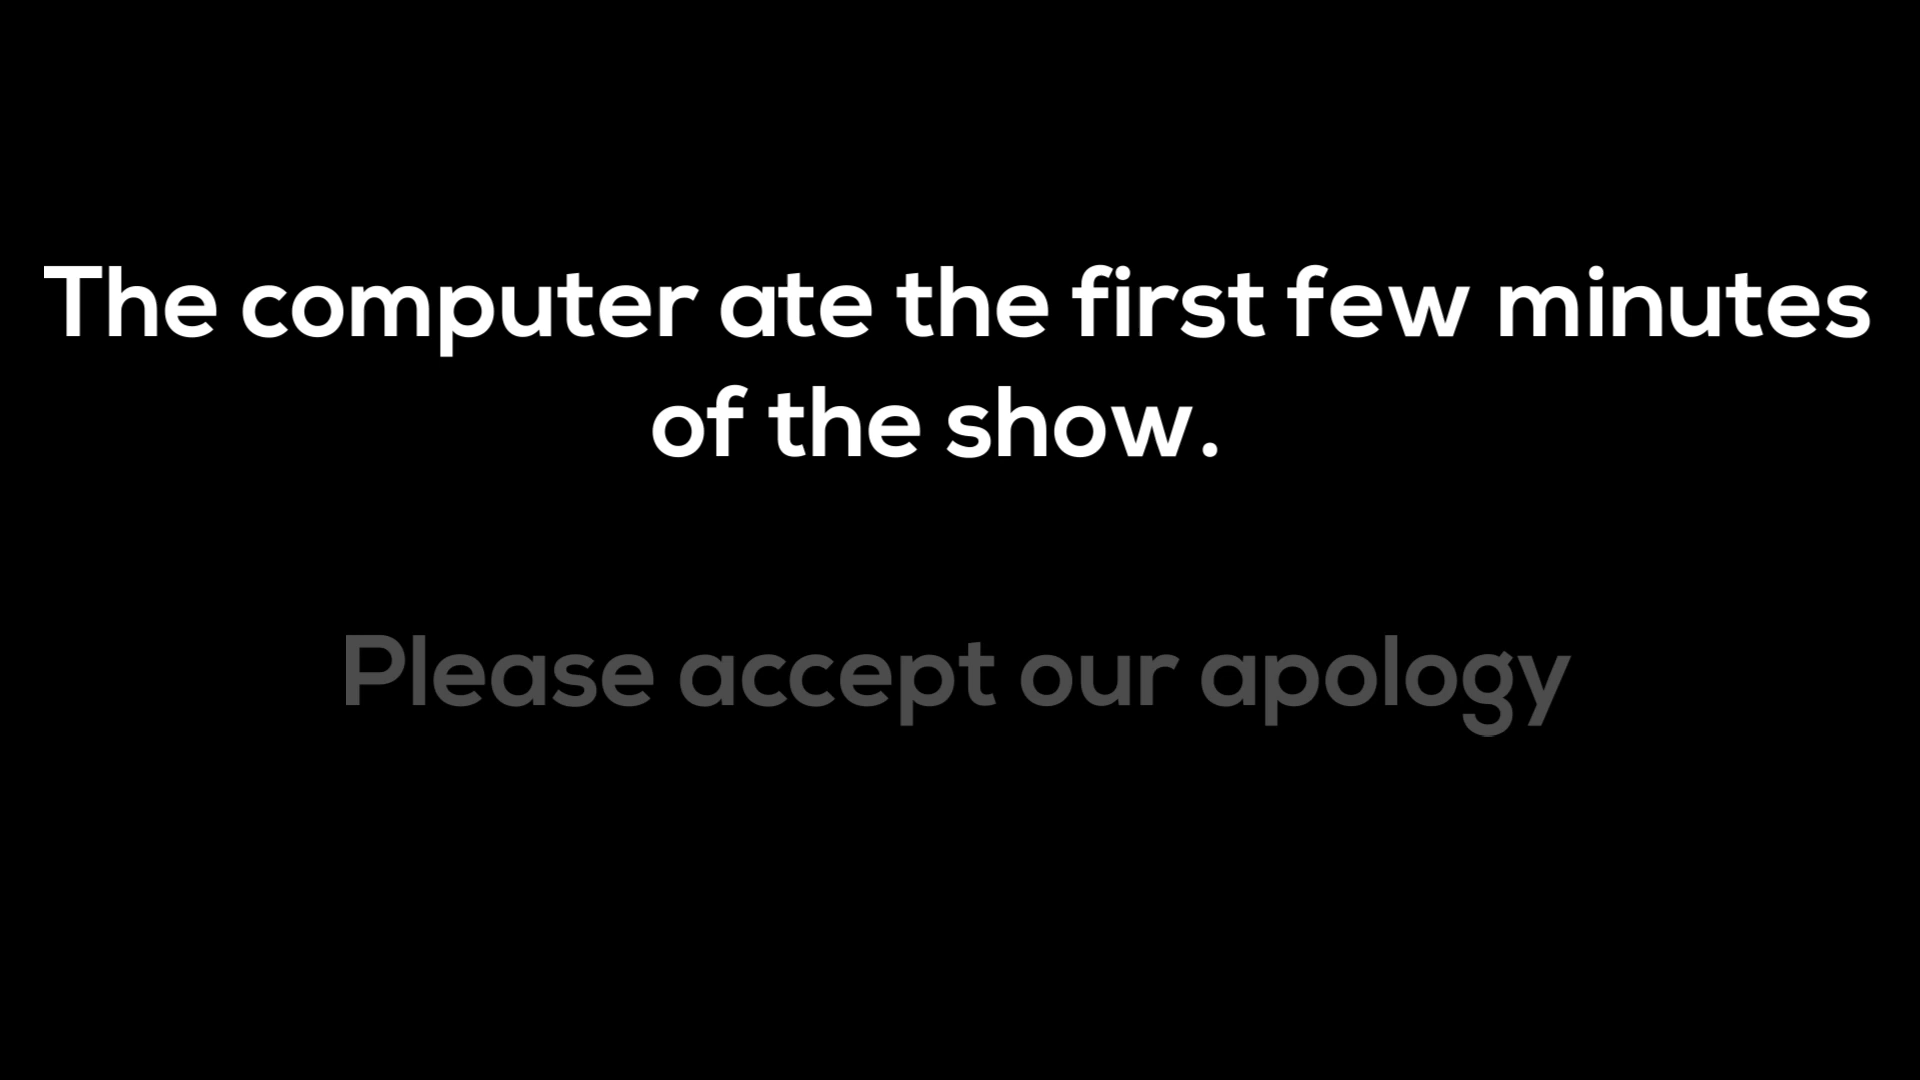 The computer ate the first few minutes
of the show.
Please accept our apology